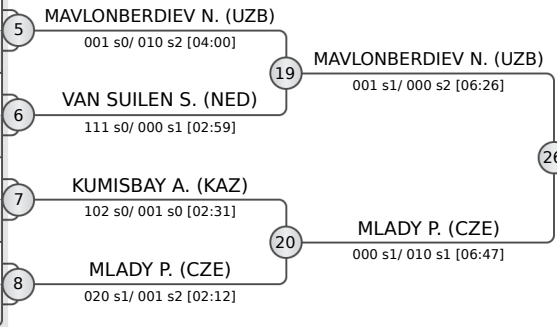 5
MAVLONBERDIEV N. (UZB)
001 s0/ 010 s2 [04:00]
19
MAVLONBERDIEV N. (UZB)
001 s1/ 000 s2 [06:26]
6
VAN SUILEN S. (NED)
111 s0/ 000 s1 [02:59]
26
7
KUMISBAY A. (KAZ)
102 s0/ 001 s0 [02:31]
20
MLADY P. (CZE)
000 s1/ 010 s1 [06:47]
8
MLADY P. (CZE)
020 s1/ 001 s2 [02:12]